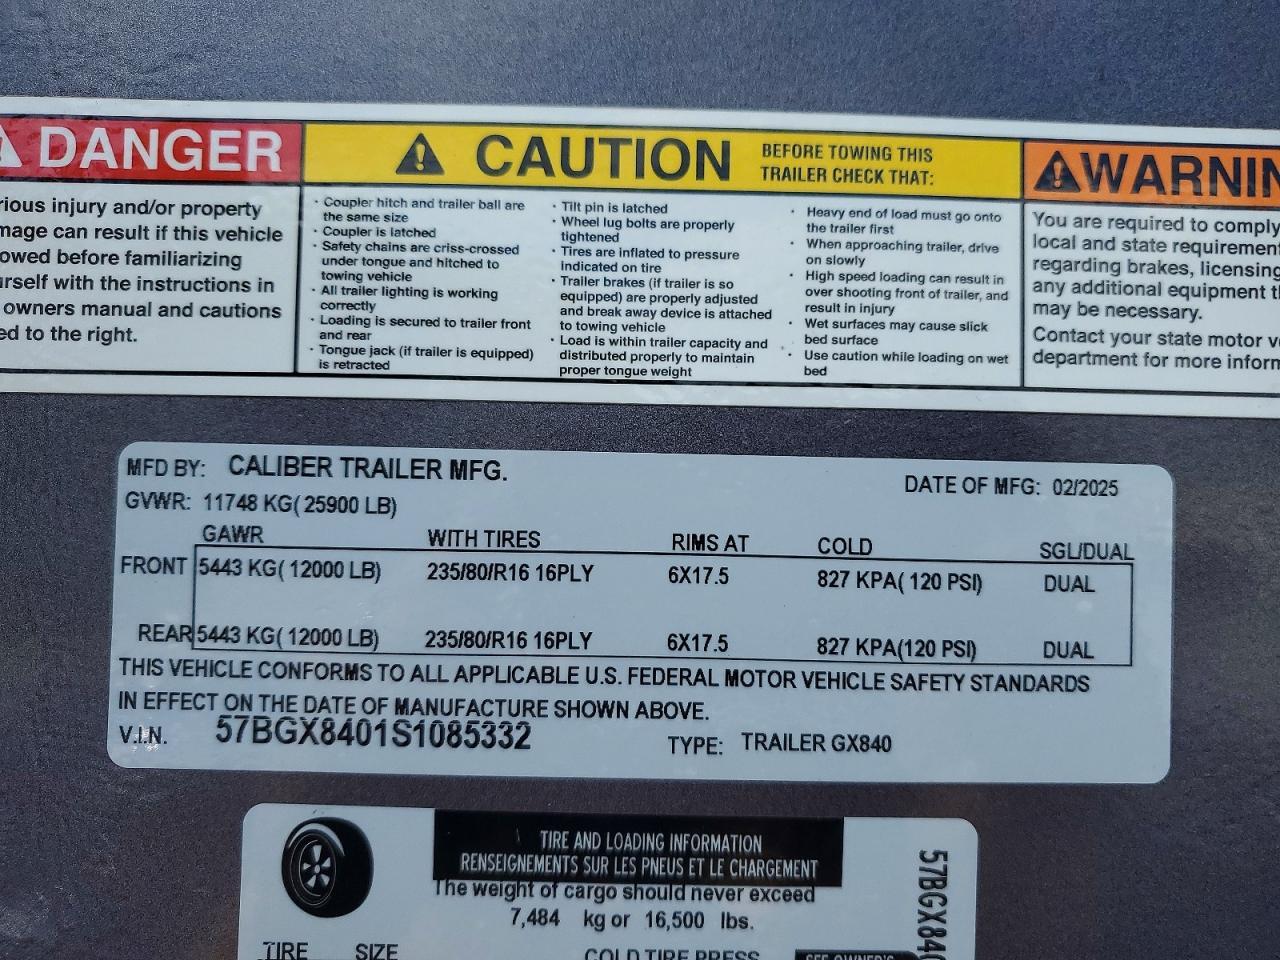 DANGER
rious injury and/or property
mage can result if this vehicle
owed before familiarizing
urself with the instructions in
owners manual and cautions
ed to the right.
CAUTION
BEFORE TOWING THIS
TRAILER CHECK THAT:
· Coupler hitch and trailer ball are
the same size
· Coupler is latched
· Safety chains are criss-crossed
under tongue and hitched to
towing vehicle
· All trailer lighting is working
correctly
· Loading is secured to trailer front
and rear
· Tongue jack (if trailer is equipped)
is retracted
· Tilt pin is latched
· Wheel lug bolts are properly
tightened
· Tires are inflated to pressure
indicated on tire
· Trailer brakes (if trailer is so
equipped) are properly adjusted
and break away device is attached
to towing vehicle
· Load is within trailer capacity and
distributed properly to maintain
proper tongue weight
· Heavy end of load must go onto
the trailer first
· When approaching trailer, drive
on slowly
· High speed loading can result in
over shooting front of trailer, and
result in injury
· Wet surfaces may cause slick
bed surface
· Use caution while loading on wet
bed
WARNIN
You are required to comply
local and state requirement
regarding brakes, licensing
any additional equipment th
may be necessary.
Contact your state motor ve
department for more inform
MFD BY: CALIBER TRAILER MFG. DATE OF MFG: 02/2025
GVWR: 11748 KG( 25900 LB)
GAWR WITH TIRES RIMS AT COLD SGL/DUAL
FRONT 5443 KG( 12000 LB) 235/80/R16 16PLY 6X17.5 827 KPA( 120 PSI) DUAL
REAR 5443 KG( 12000 LB) 235/80/R16 16PLY 6X17.5 827 KPA(120 PSI) DUAL
THIS VEHICLE CONFORMS TO ALL APPLICABLE U.S. FEDERAL MOTOR VEHICLE SAFETY STANDARDS
IN EFFECT ON THE DATE OF MANUFACTURE SHOWN ABOVE.
V.I.N. 57BGX8401S1085332 TYPE: TRAILER GX840
TIRE AND LOADING INFORMATION
RENSEIGNEMENTS SUR LES PNEUS ET LE CHARGEMENT
The weight of cargo should never exceed
7,484 kg or 16,500 lbs.
57BGX840
TIRE SIZE COLD TIRE PRESS SEE OWNER'S